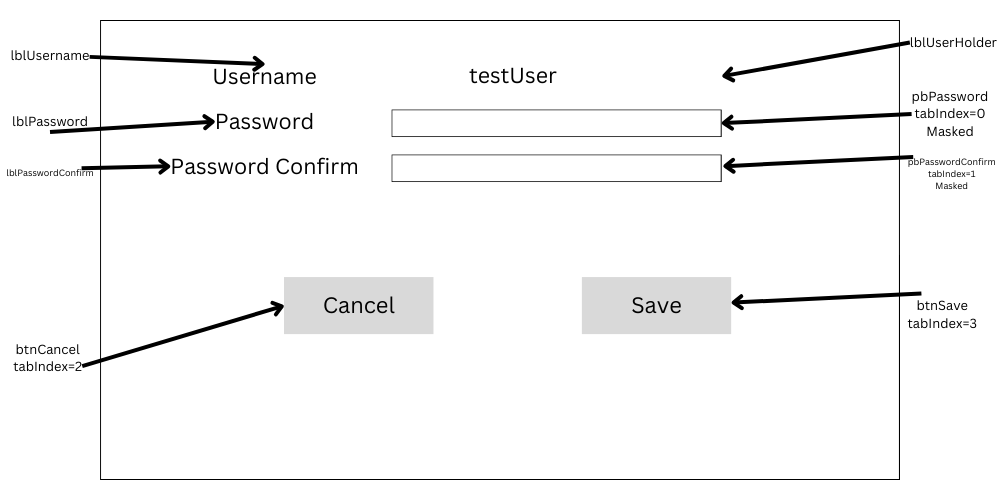 lblUsername
Username
testUser
lblUserHolder
lblPassword
Password
pbPassword
tabIndex=0
Masked
lblPasswordConfirm
Password Confirm
pbPasswordConfirm
tabIndex=1
Masked
Cancel
Save
btnSave
tabIndex=3
btnCancel
tabIndex=2